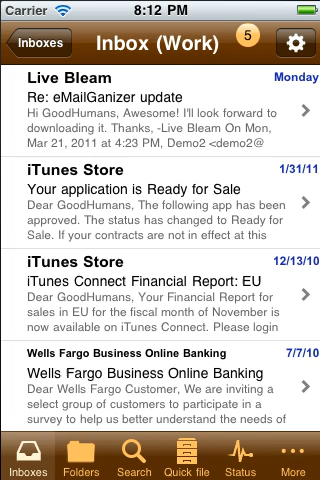 Carrier 8:12 PM
Inboxes Inbox (Work) 5
Live Bleam Monday
Re: eMailGanizer update
Hi GoodHumans, Awesome! I'll look forward to
downloading it. Thanks, -Live Bleam On Mon,
Mar 21, 2011 at 4:23 PM, Demo2 <demo2@
iTunes Store 1/31/11
Your application is Ready for Sale
Dear GoodHumans, The following app has been
approved. The status has changed to Ready for
Sale. If your contracts are not in effect at this
iTunes Store 12/13/10
iTunes Connect Financial Report: EU
Dear GoodHumans, Your Financial Report for
sales in EU for the fiscal month of November is
now available on iTunes Connect. Please login
Wells Fargo Business Online Banking 7/7/10
Wells Fargo Business Online Banking
Dear Wells Fargo Customer, We are inviting a
select group of customers to participate in a
survey to help us better understand the needs of
Inboxes Folders Search Quick file Status More